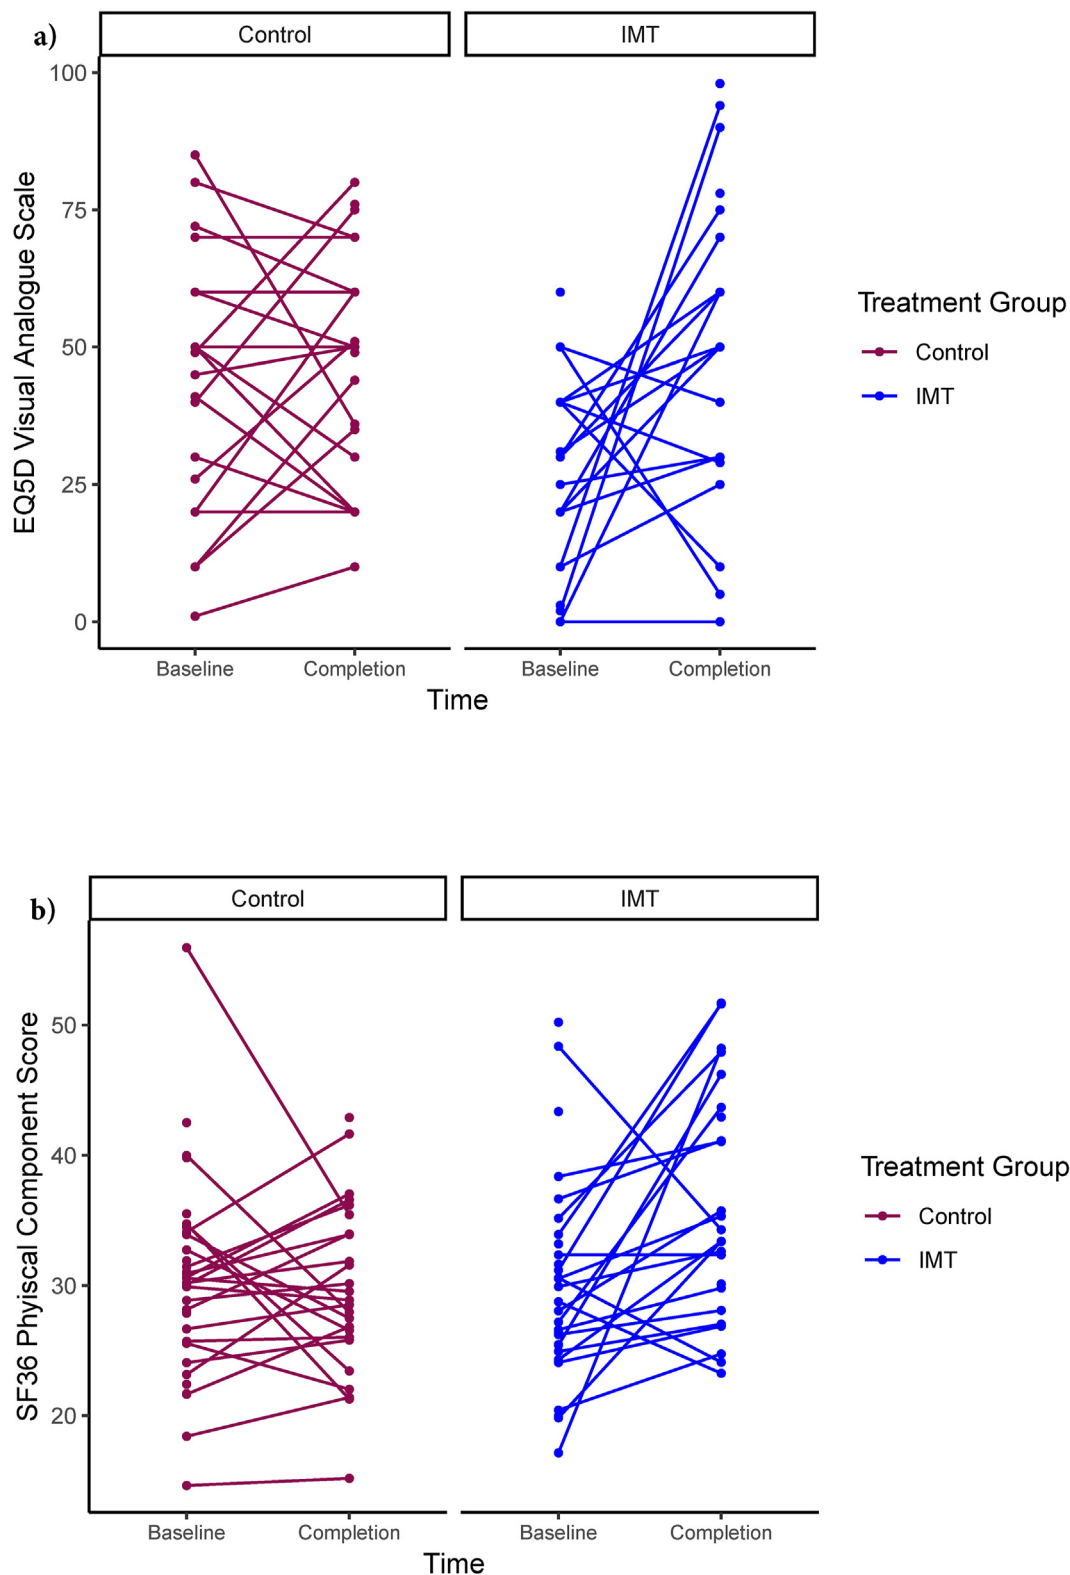 a)
Control
IMT
100
75
50
25
0
EQ5D Visual Analogue Scale
Baseline
Completion
Baseline
Completion
Time
Treatment Group
Control
IMT
b)
Control
IMT
50
40
30
20
SF36 Phyiscal Component Score
Baseline
Completion
Baseline
Completion
Time
Treatment Group
Control
IMT